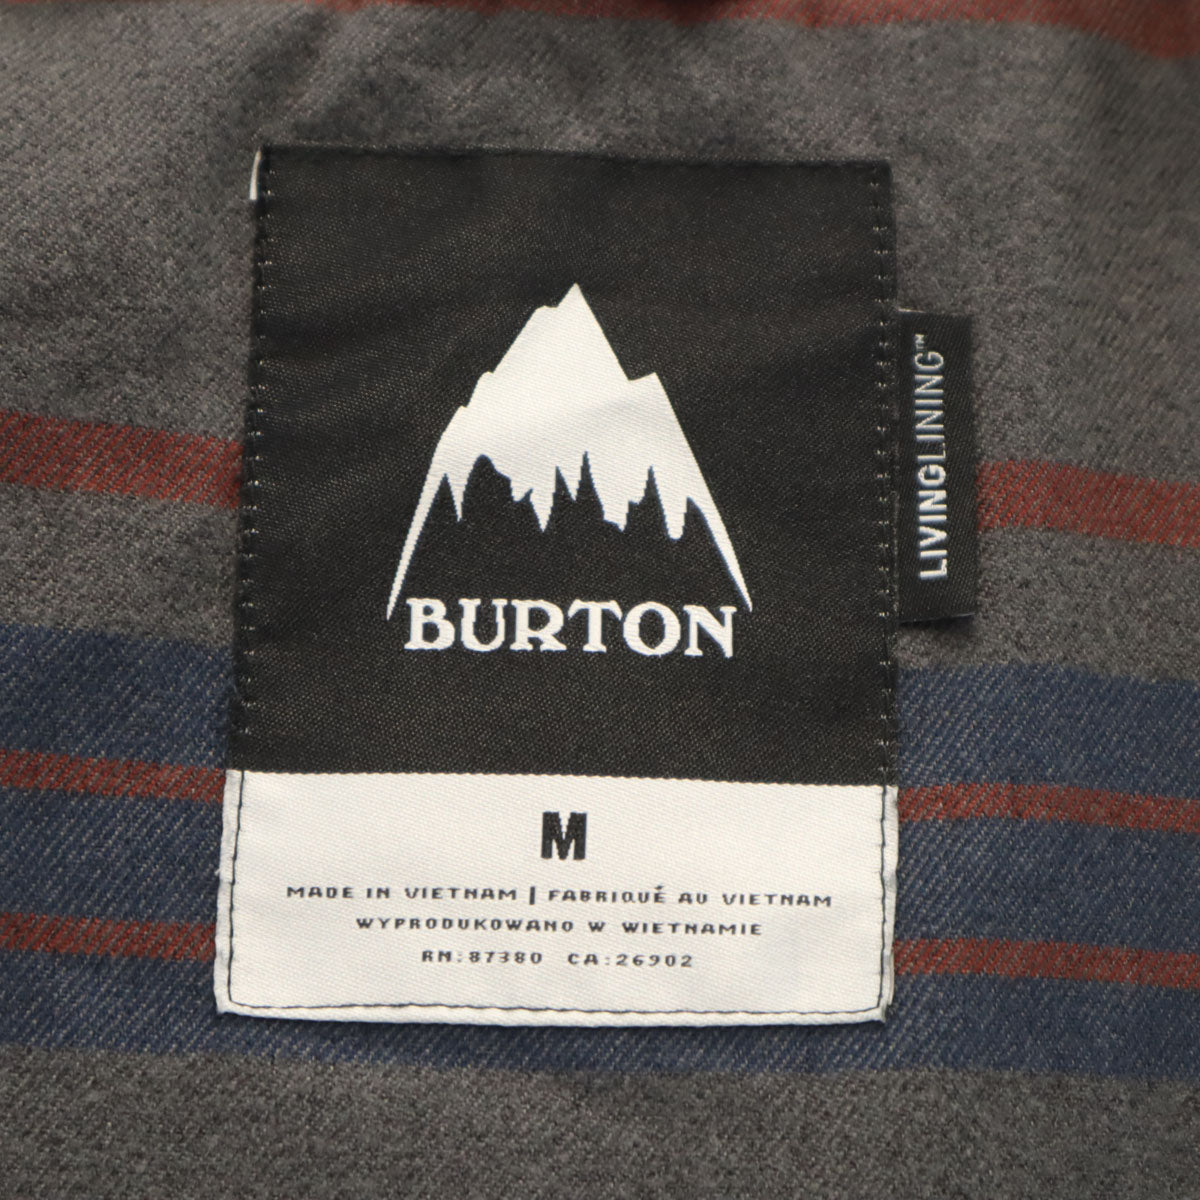 BURTON
LIVINGLINING™
M
MADE IN VIETNAM | FABRIQUÉ AU VIETNAM
WYPRODUKOWANO W WIETNAMIE
RN:87380 CA:26902